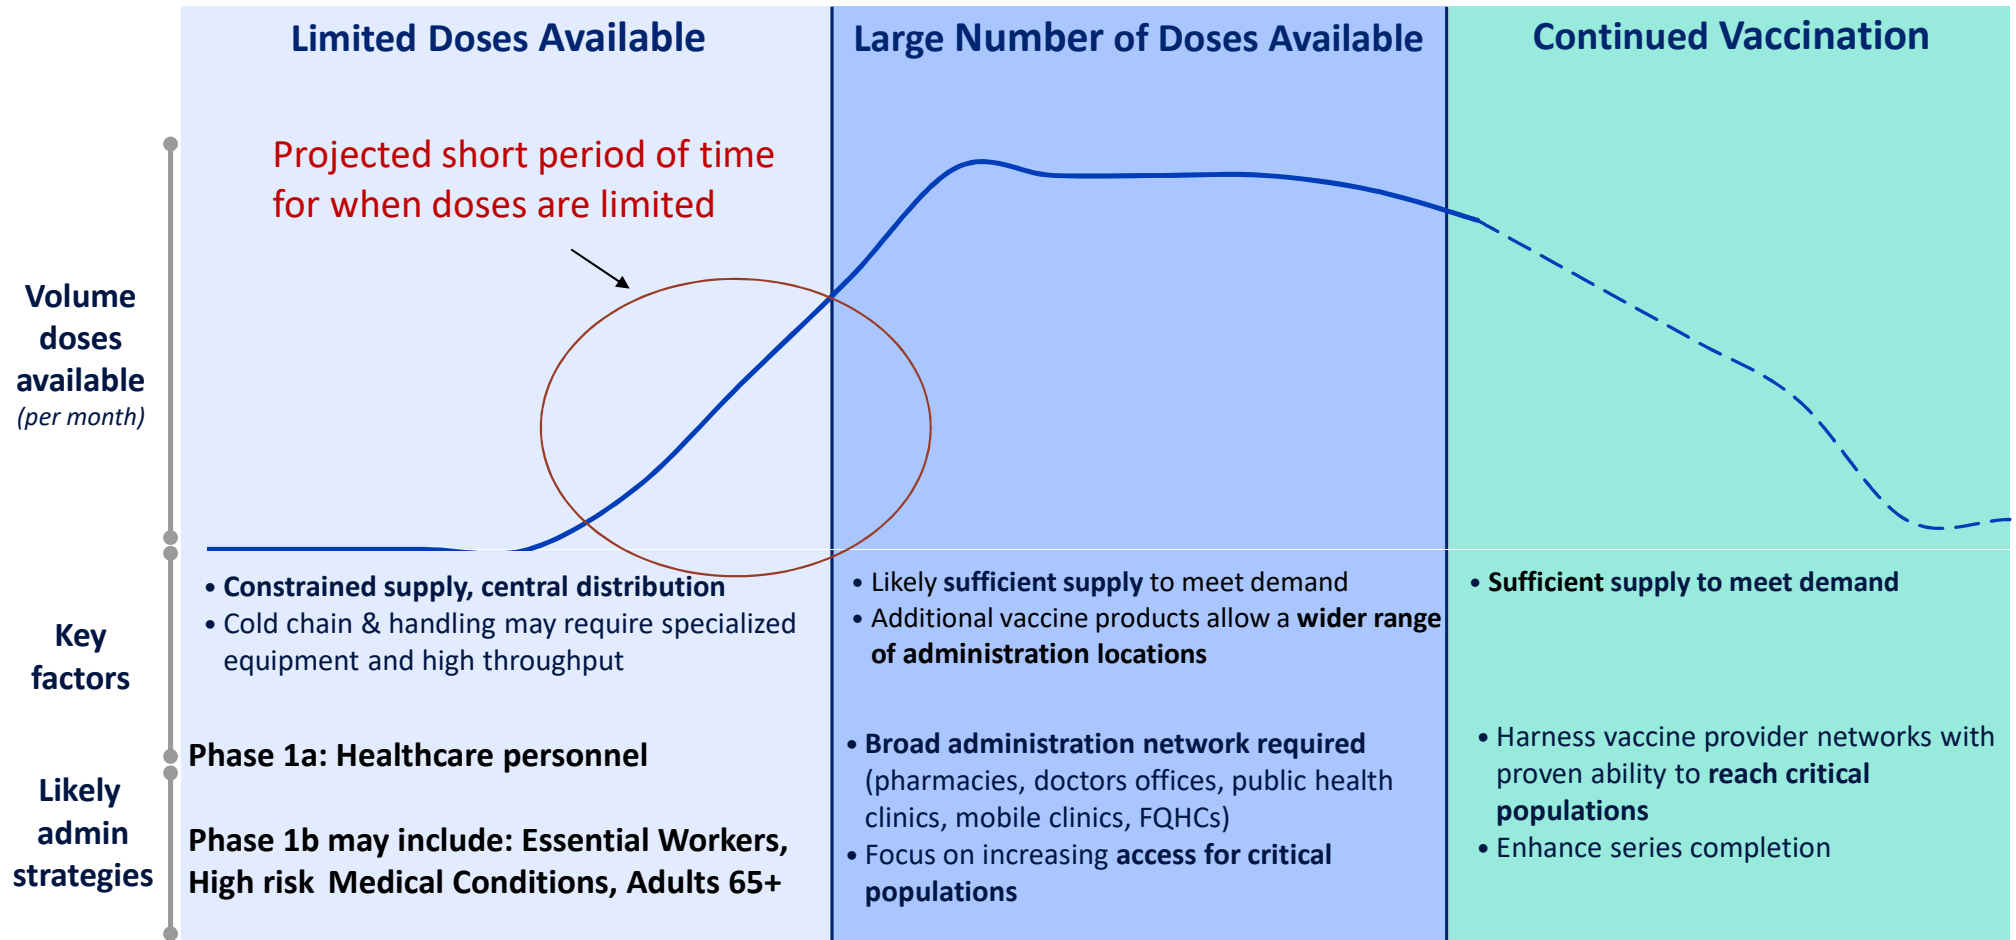 Limited Doses Available
Large Number of Doses Available
Continued Vaccination
Projected short period of time
for when doses are limited
Volume
doses
available
(per month)
Key
factors
• Constrained supply, central distribution
• Cold chain & handling may require specialized
equipment and high throughput
• Likely sufficient supply to meet demand
• Additional vaccine products allow a wider range
of administration locations
• Sufficient supply to meet demand
Likely
admin
strategies
Phase 1a: Healthcare personnel
Phase 1b may include: Essential Workers,
High risk Medical Conditions, Adults 65+
• Broad administration network required
(pharmacies, doctors offices, public health
clinics, mobile clinics, FQHCs)
• Focus on increasing access for critical
populations
• Harness vaccine provider networks with
proven ability to reach critical
populations
• Enhance series completion